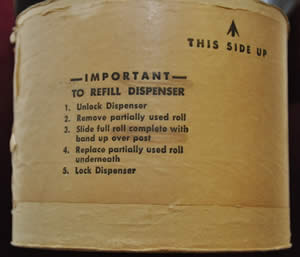 THIS SIDE UP
—IMPORTANT—
TO REFILL DISPENSER
1. Unlock Dispenser
2. Remove partially used roll
3. Slide full roll complete with
band up over post
4. Replace partially used roll
underneath
5. Lock Dispenser